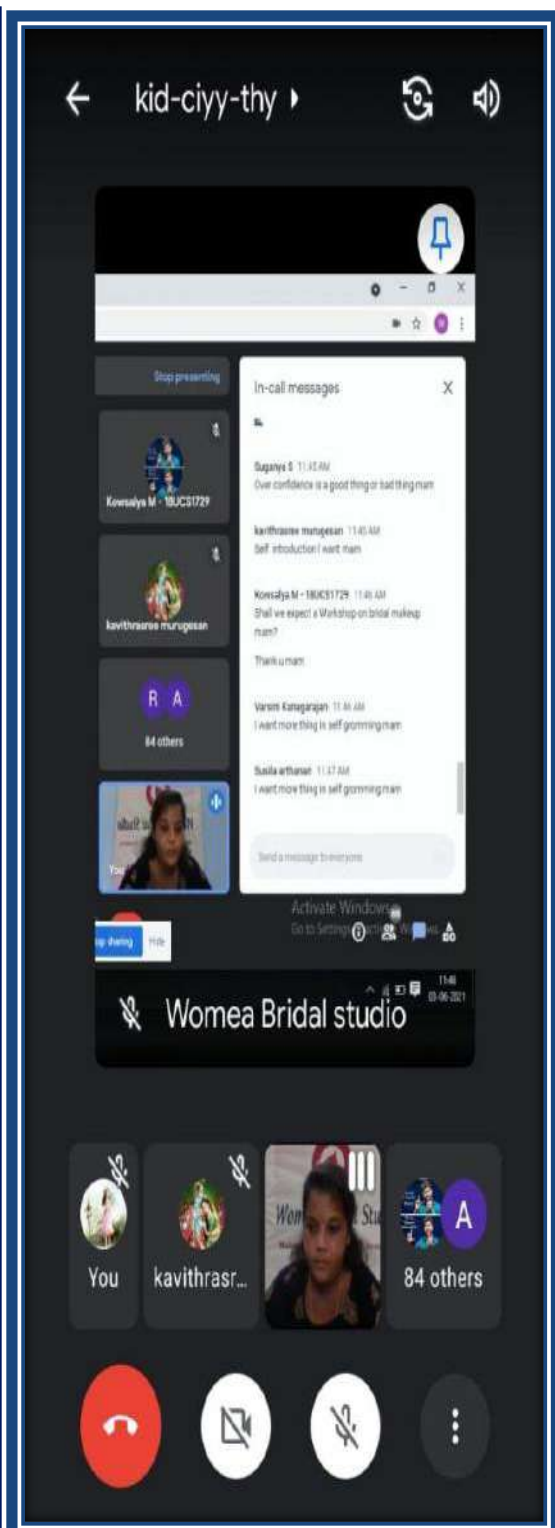 kid-ciyy-thy
Stop presenting
In-call messages
Kowsalya M - 18UCS1729
kavithrasree murugesan
R A
84 others
You
Suganya S 11:45 AM
Over confidence is a good thing or bad thing mam
kavithrasree murugesan 11:45 AM
Self introduction I want mam
Kowsalya M - 18UCS1729 11:46 AM
Shall we expect a Workshop on bridal makeup
mam?
Thank u mam
Varsini Kanagarajan 11:46 AM
I want more thing in self gromming mam
Susila arthanari 11:47 AM
I want more thing in self gromming mam
Send a message to everyone
Activate Windows
Go to Settings
sharing Hide
11:46
03-06-2021
Womea Bridal studio
You
kavithrasr...
A
84 others